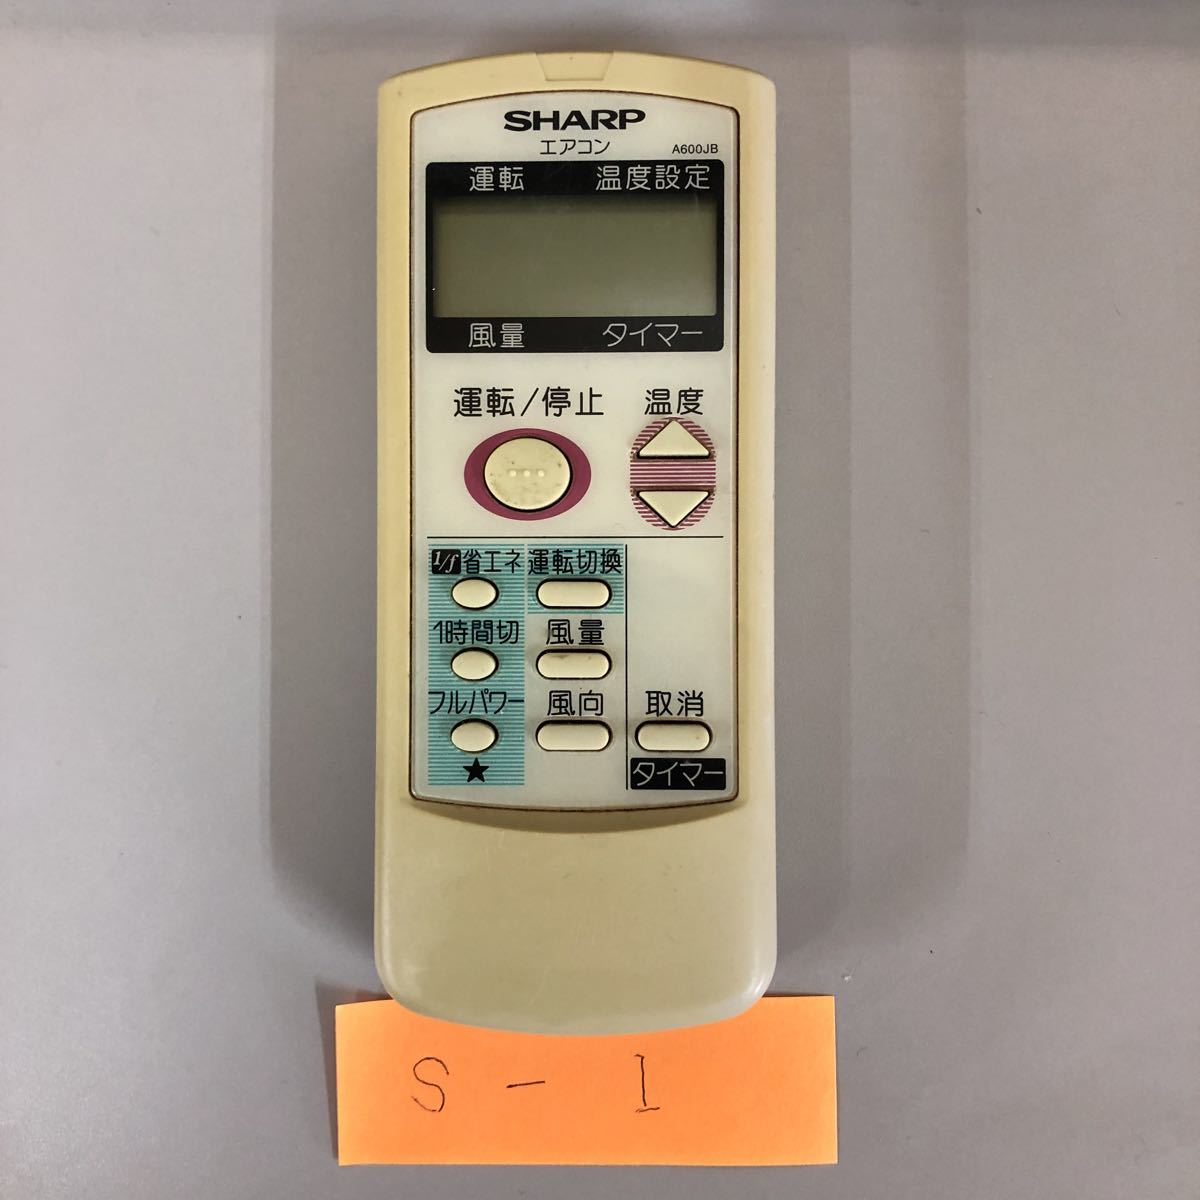 SHARP
エアコン A600JB
運転 温度設定
風量 タイマー
運転/停止 温度
1/f 省エネ 運転切換
1時間切 風量
フルパワー 風向 取消
★ タイマー
S - 1